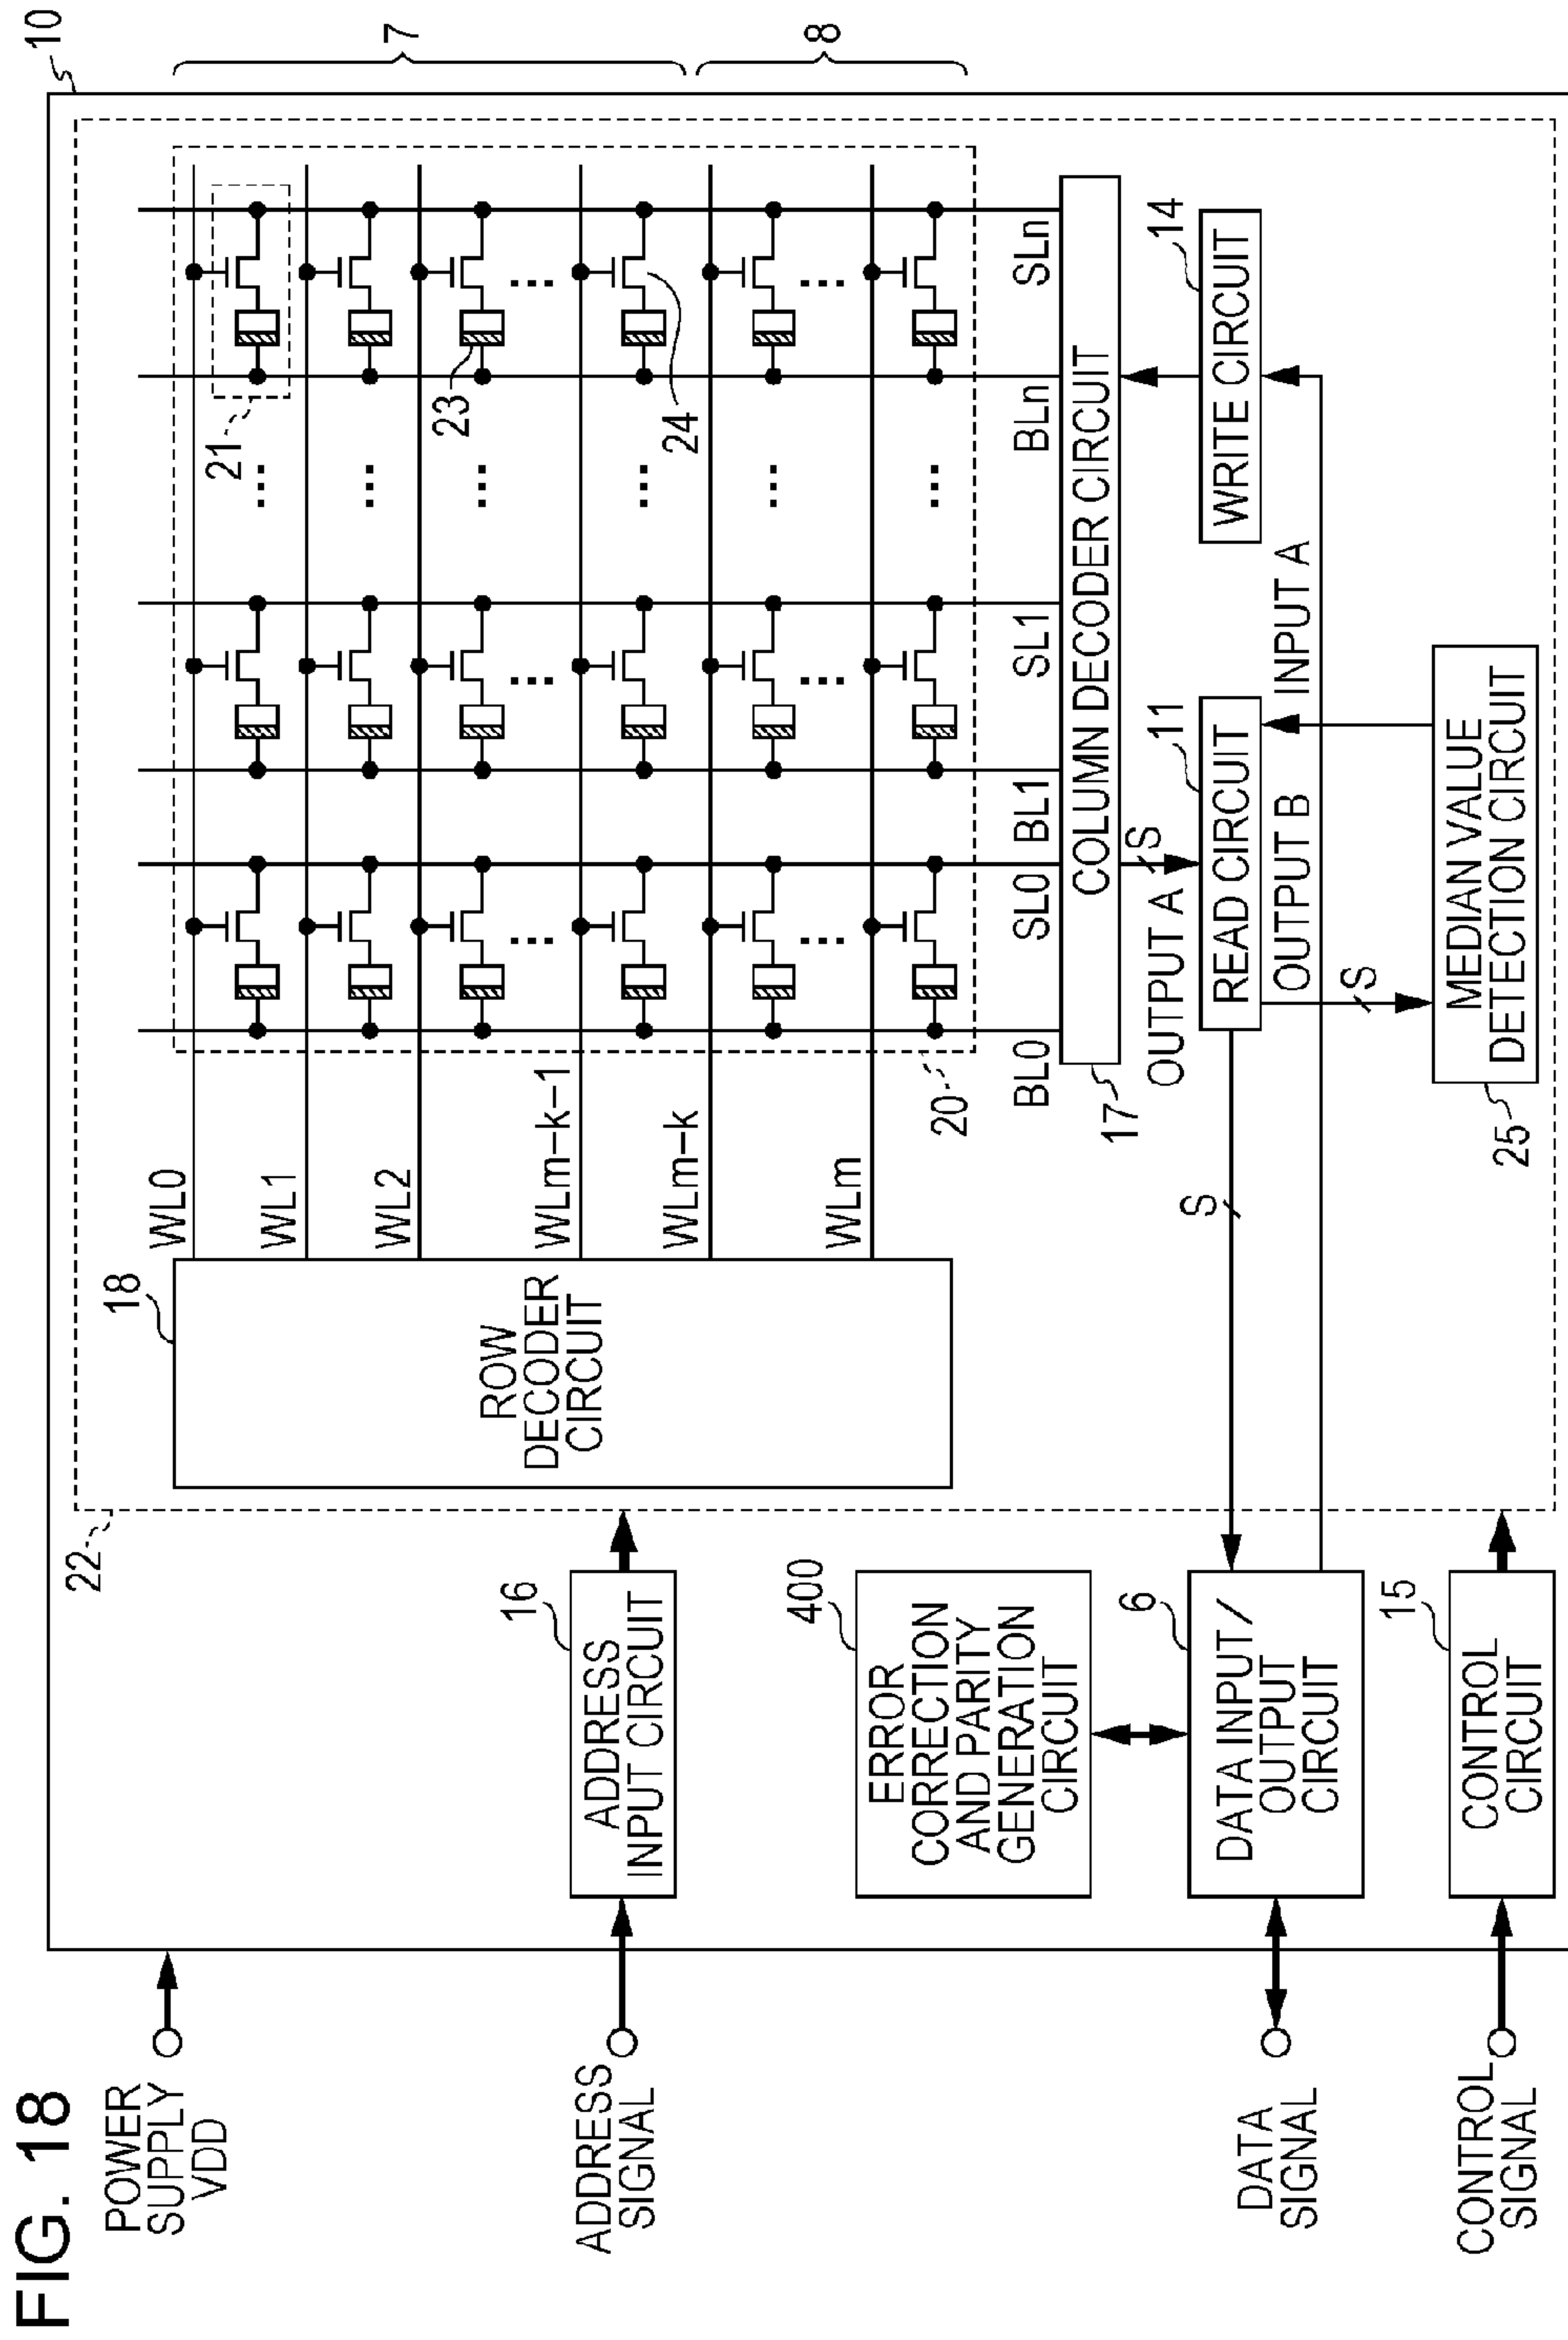 FIG. 18
10
POWER
SUPPLY
VDD
22
18
ROW
DECODER
CIRCUIT
WL0
WL1
WL2
WLm-k-1
WLm-k
WLm
21
23
24
7
8
...
...
...
...
...
...
...
...
...
...
...
...
20
BL0
SL0
BL1
SL1
BLn
SLn
ADDRESS
SIGNAL
16
ADDRESS
INPUT CIRCUIT
17
COLUMN DECODER CIRCUIT
400
ERROR
CORRECTION
AND PARITY
GENERATION
CIRCUIT
OUTPUT A
S
11
READ CIRCUIT
14
WRITE CIRCUIT
S
OUTPUT B
INPUT A
S
DATA
SIGNAL
6
DATA INPUT/
OUTPUT
CIRCUIT
25
MEDIAN VALUE
DETECTION CIRCUIT
CONTROL
SIGNAL
15
CONTROL
CIRCUIT